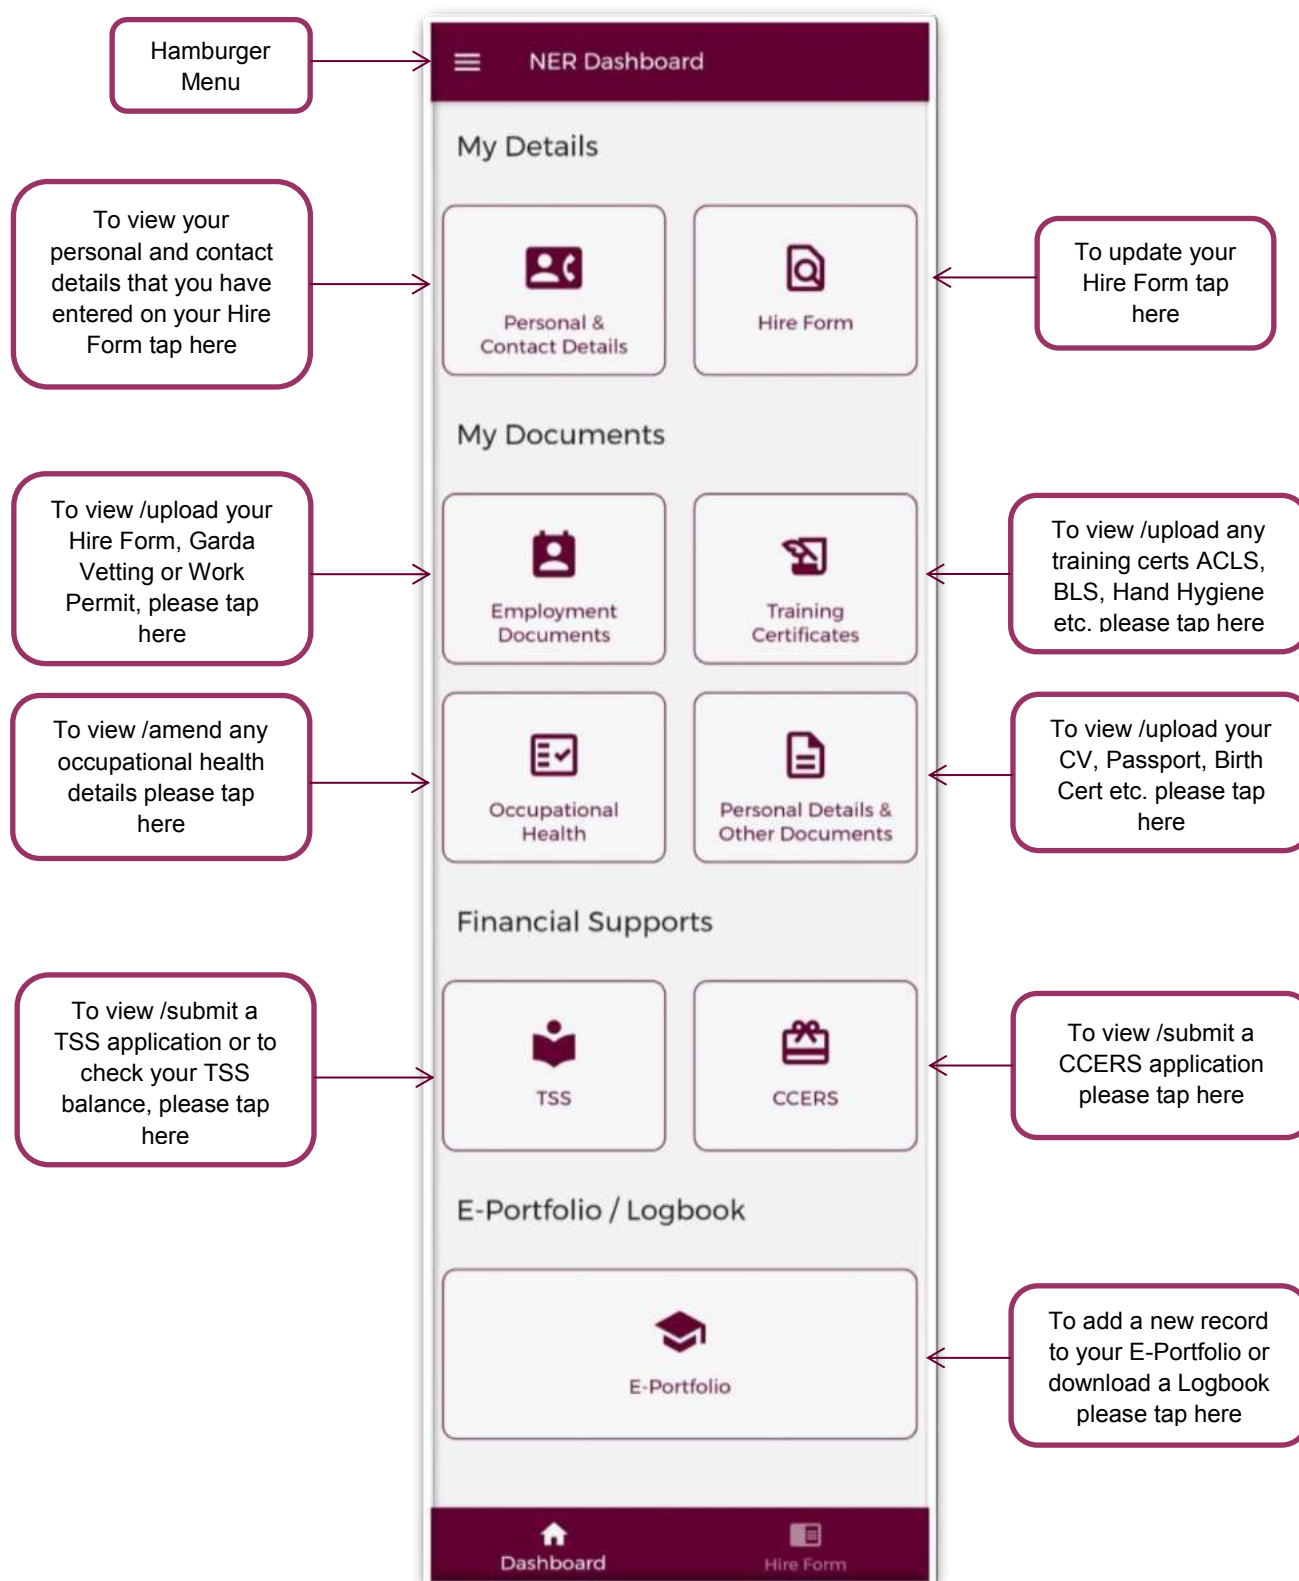 Hamburger
Menu
NER Dashboard
My Details
To view your
personal and contact
details that you have
entered on your Hire
Form tap here
Personal &
Contact Details
Hire Form
To update your
Hire Form tap
here
My Documents
To view /upload your
Hire Form, Garda
Vetting or Work
Permit, please tap
here
Employment
Documents
Training
Certificates
To view /upload any
training certs ACLS,
BLS, Hand Hygiene
etc. please tap here
To view /amend any
occupational health
details please tap
here
Occupational
Health
Personal Details &
Other Documents
To view /upload your
CV, Passport, Birth
Cert etc. please tap
here
Financial Supports
To view /submit a
TSS application or to
check your TSS
balance, please tap
here
TSS
CCERS
To view /submit a
CCERS application
please tap here
E-Portfolio / Logbook
E-Portfolio
To add a new record
to your E-Portfolio or
download a Logbook
please tap here
Dashboard
Hire Form